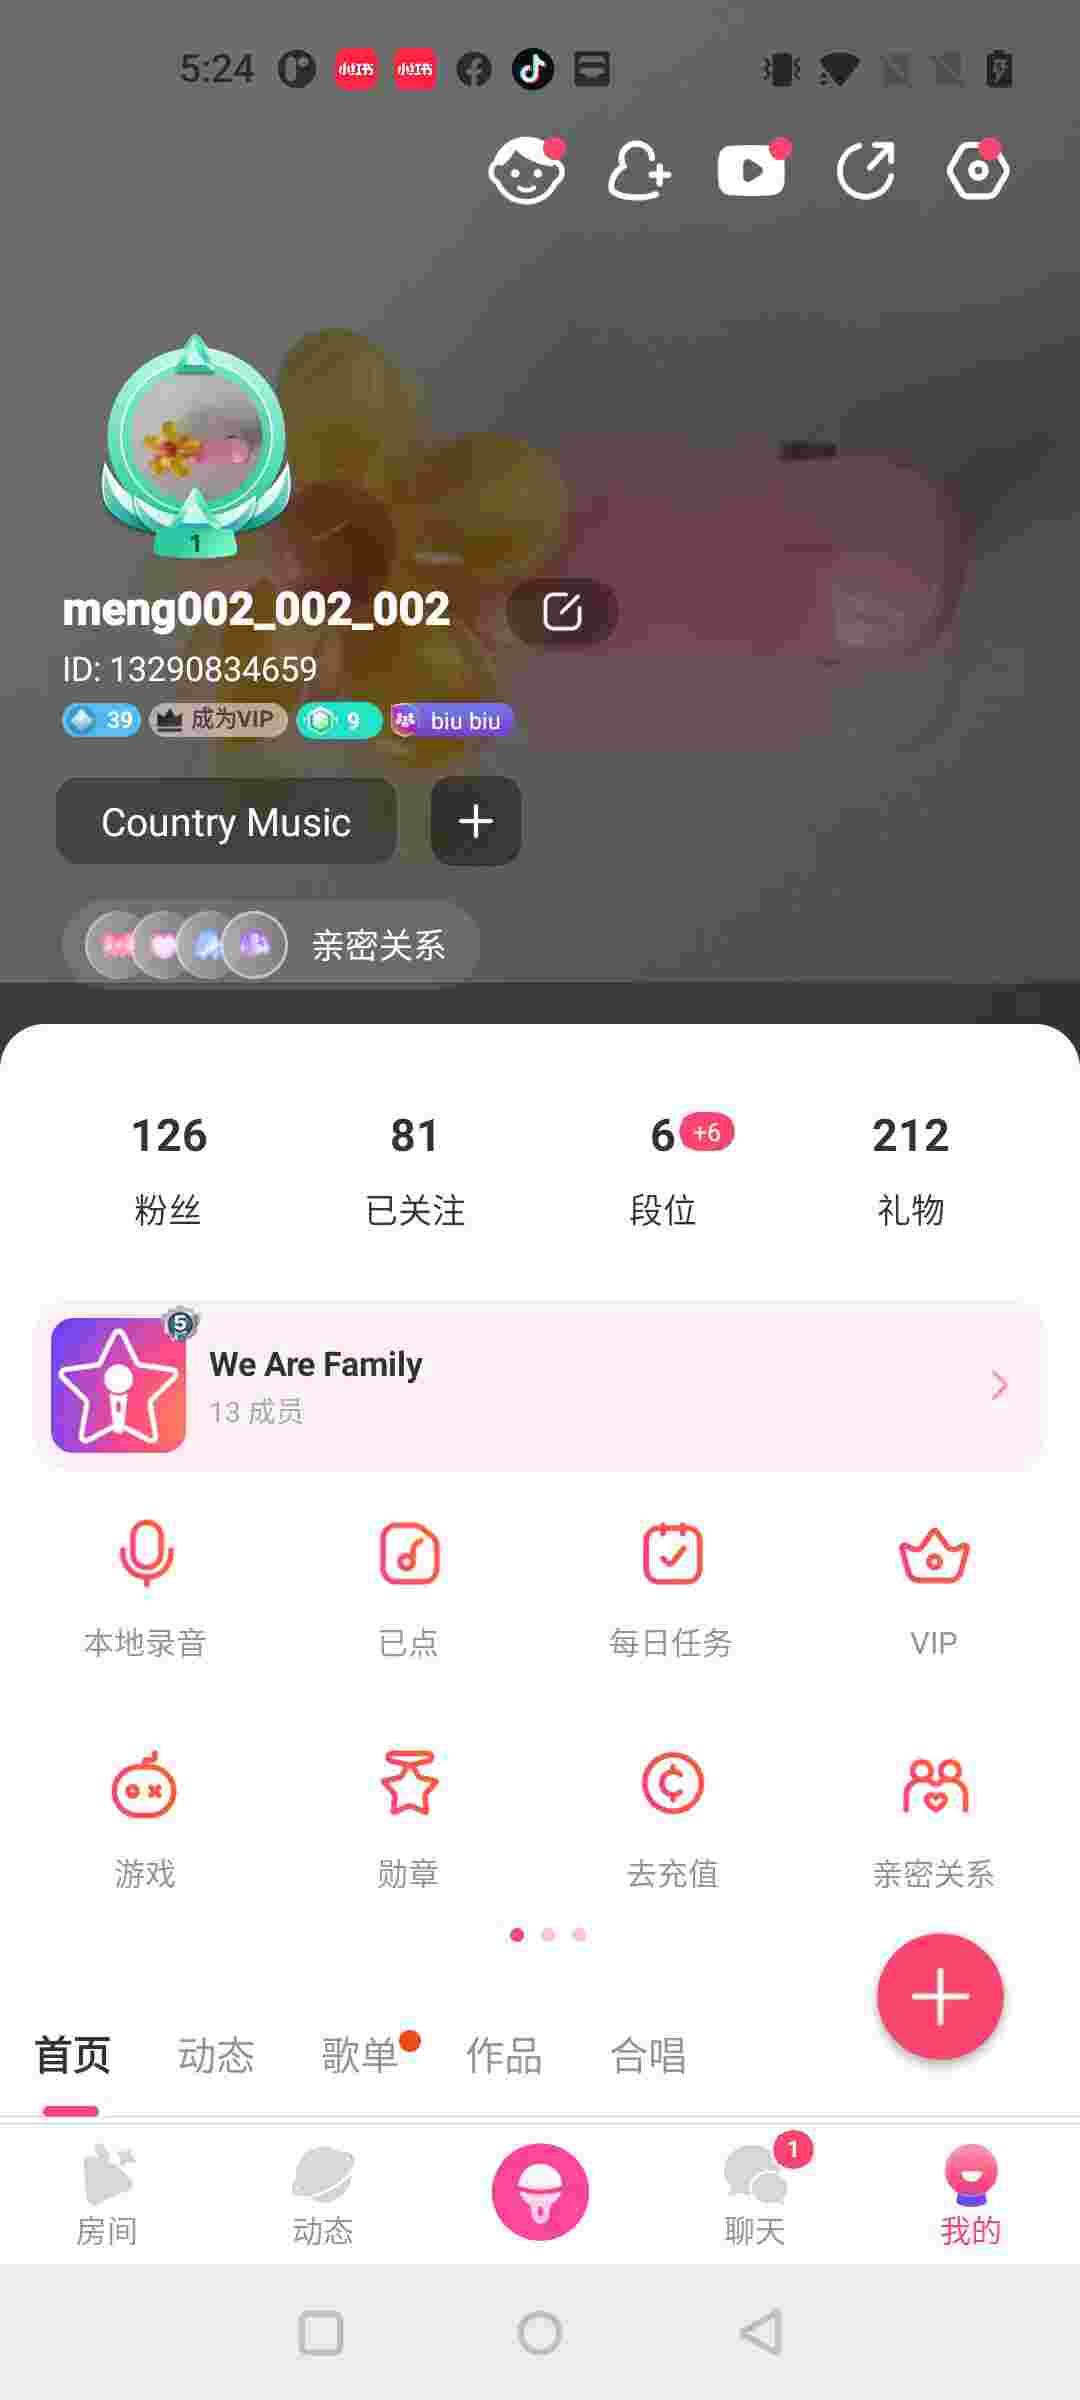 5:24
小红书
小红书
1
meng002_002_002
ID: 13290834659
39
成为VIP
9
biu biu
Country Music
亲密关系
126
81
6
+6
212
粉丝
已关注
段位
礼物
5
We Are Family
13 成员
本地录音
已点
每日任务
VIP
游戏
勋章
去充值
亲密关系
首页
动态
歌单
作品
合唱
1
房间
动态
聊天
我的